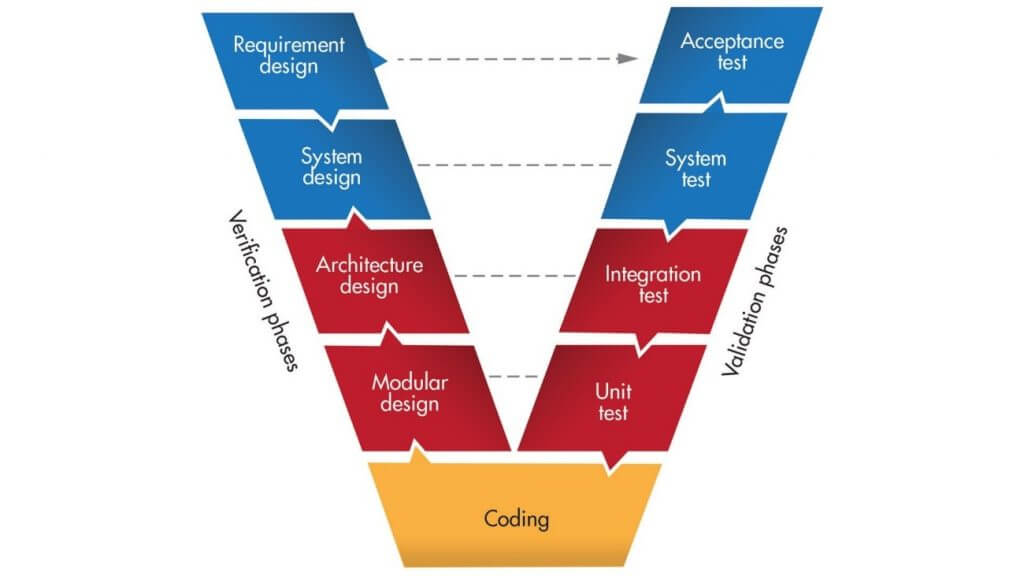 Requirement
design
Acceptance
test
System
design
System
test
Architecture
design
Integration
test
Modular
design
Unit
test
Coding
Verification phases
Validation phases